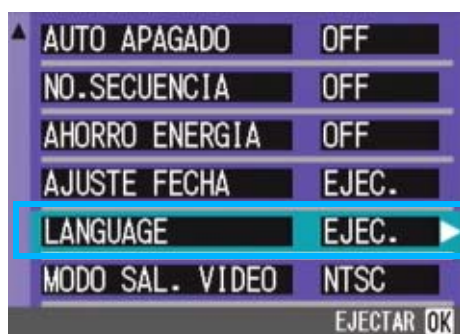 AUTO APAGADO OFF
NO.SECUENCIA OFF
AHORRO ENERGIA OFF
AJUSTE FECHA EJEC.
LANGUAGE EJEC.
MODO SAL. VIDEO NTSC
EJECTAR OK